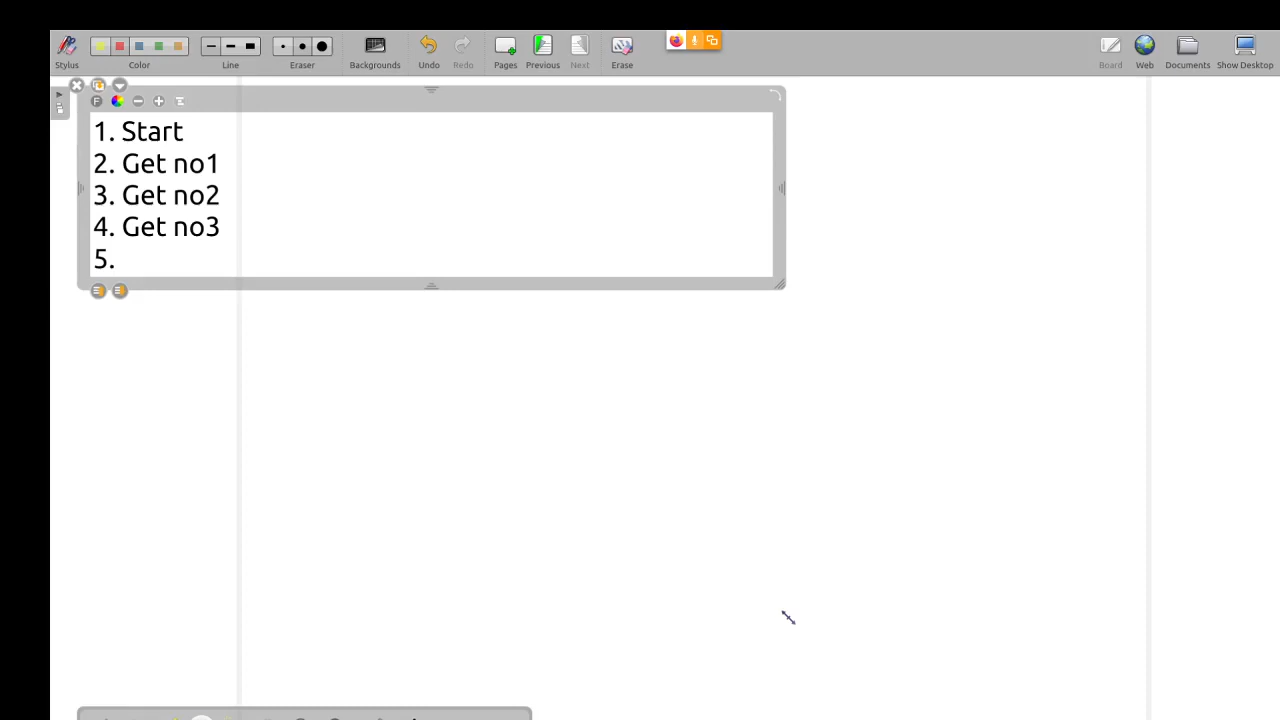 Stylus Color Line Eraser Backgrounds Undo Redo Pages Previous Next Erase Board Web Documents Show Desktop
F
1. Start
2. Get no1
3. Get no2
4. Get no3
5.